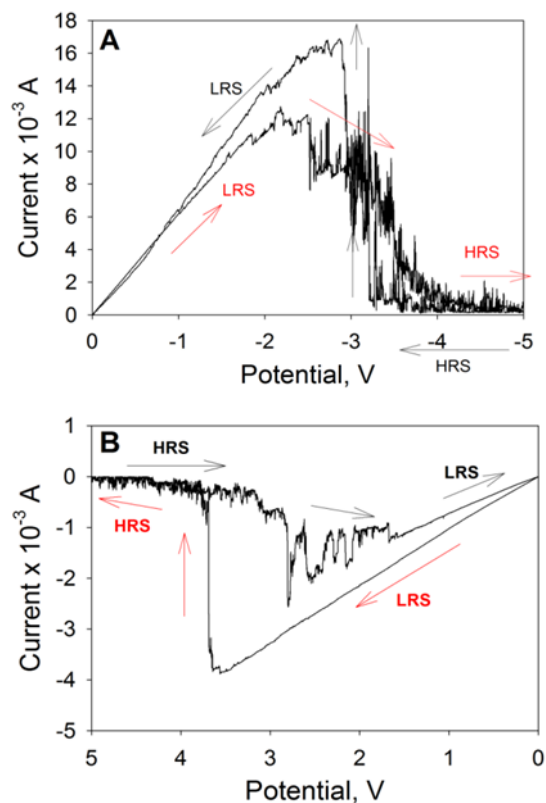 A
18
16
14
12
10
8
6
4
2
0
Current x 10-3 A
LRS
LRS
HRS
HRS
0
-1
-2
-3
-4
-5
Potential, V
B
1
0
-1
-2
-3
-4
-5
Current x 10-3 A
HRS
LRS
HRS
LRS
5
4
3
2
1
0
Potential, V